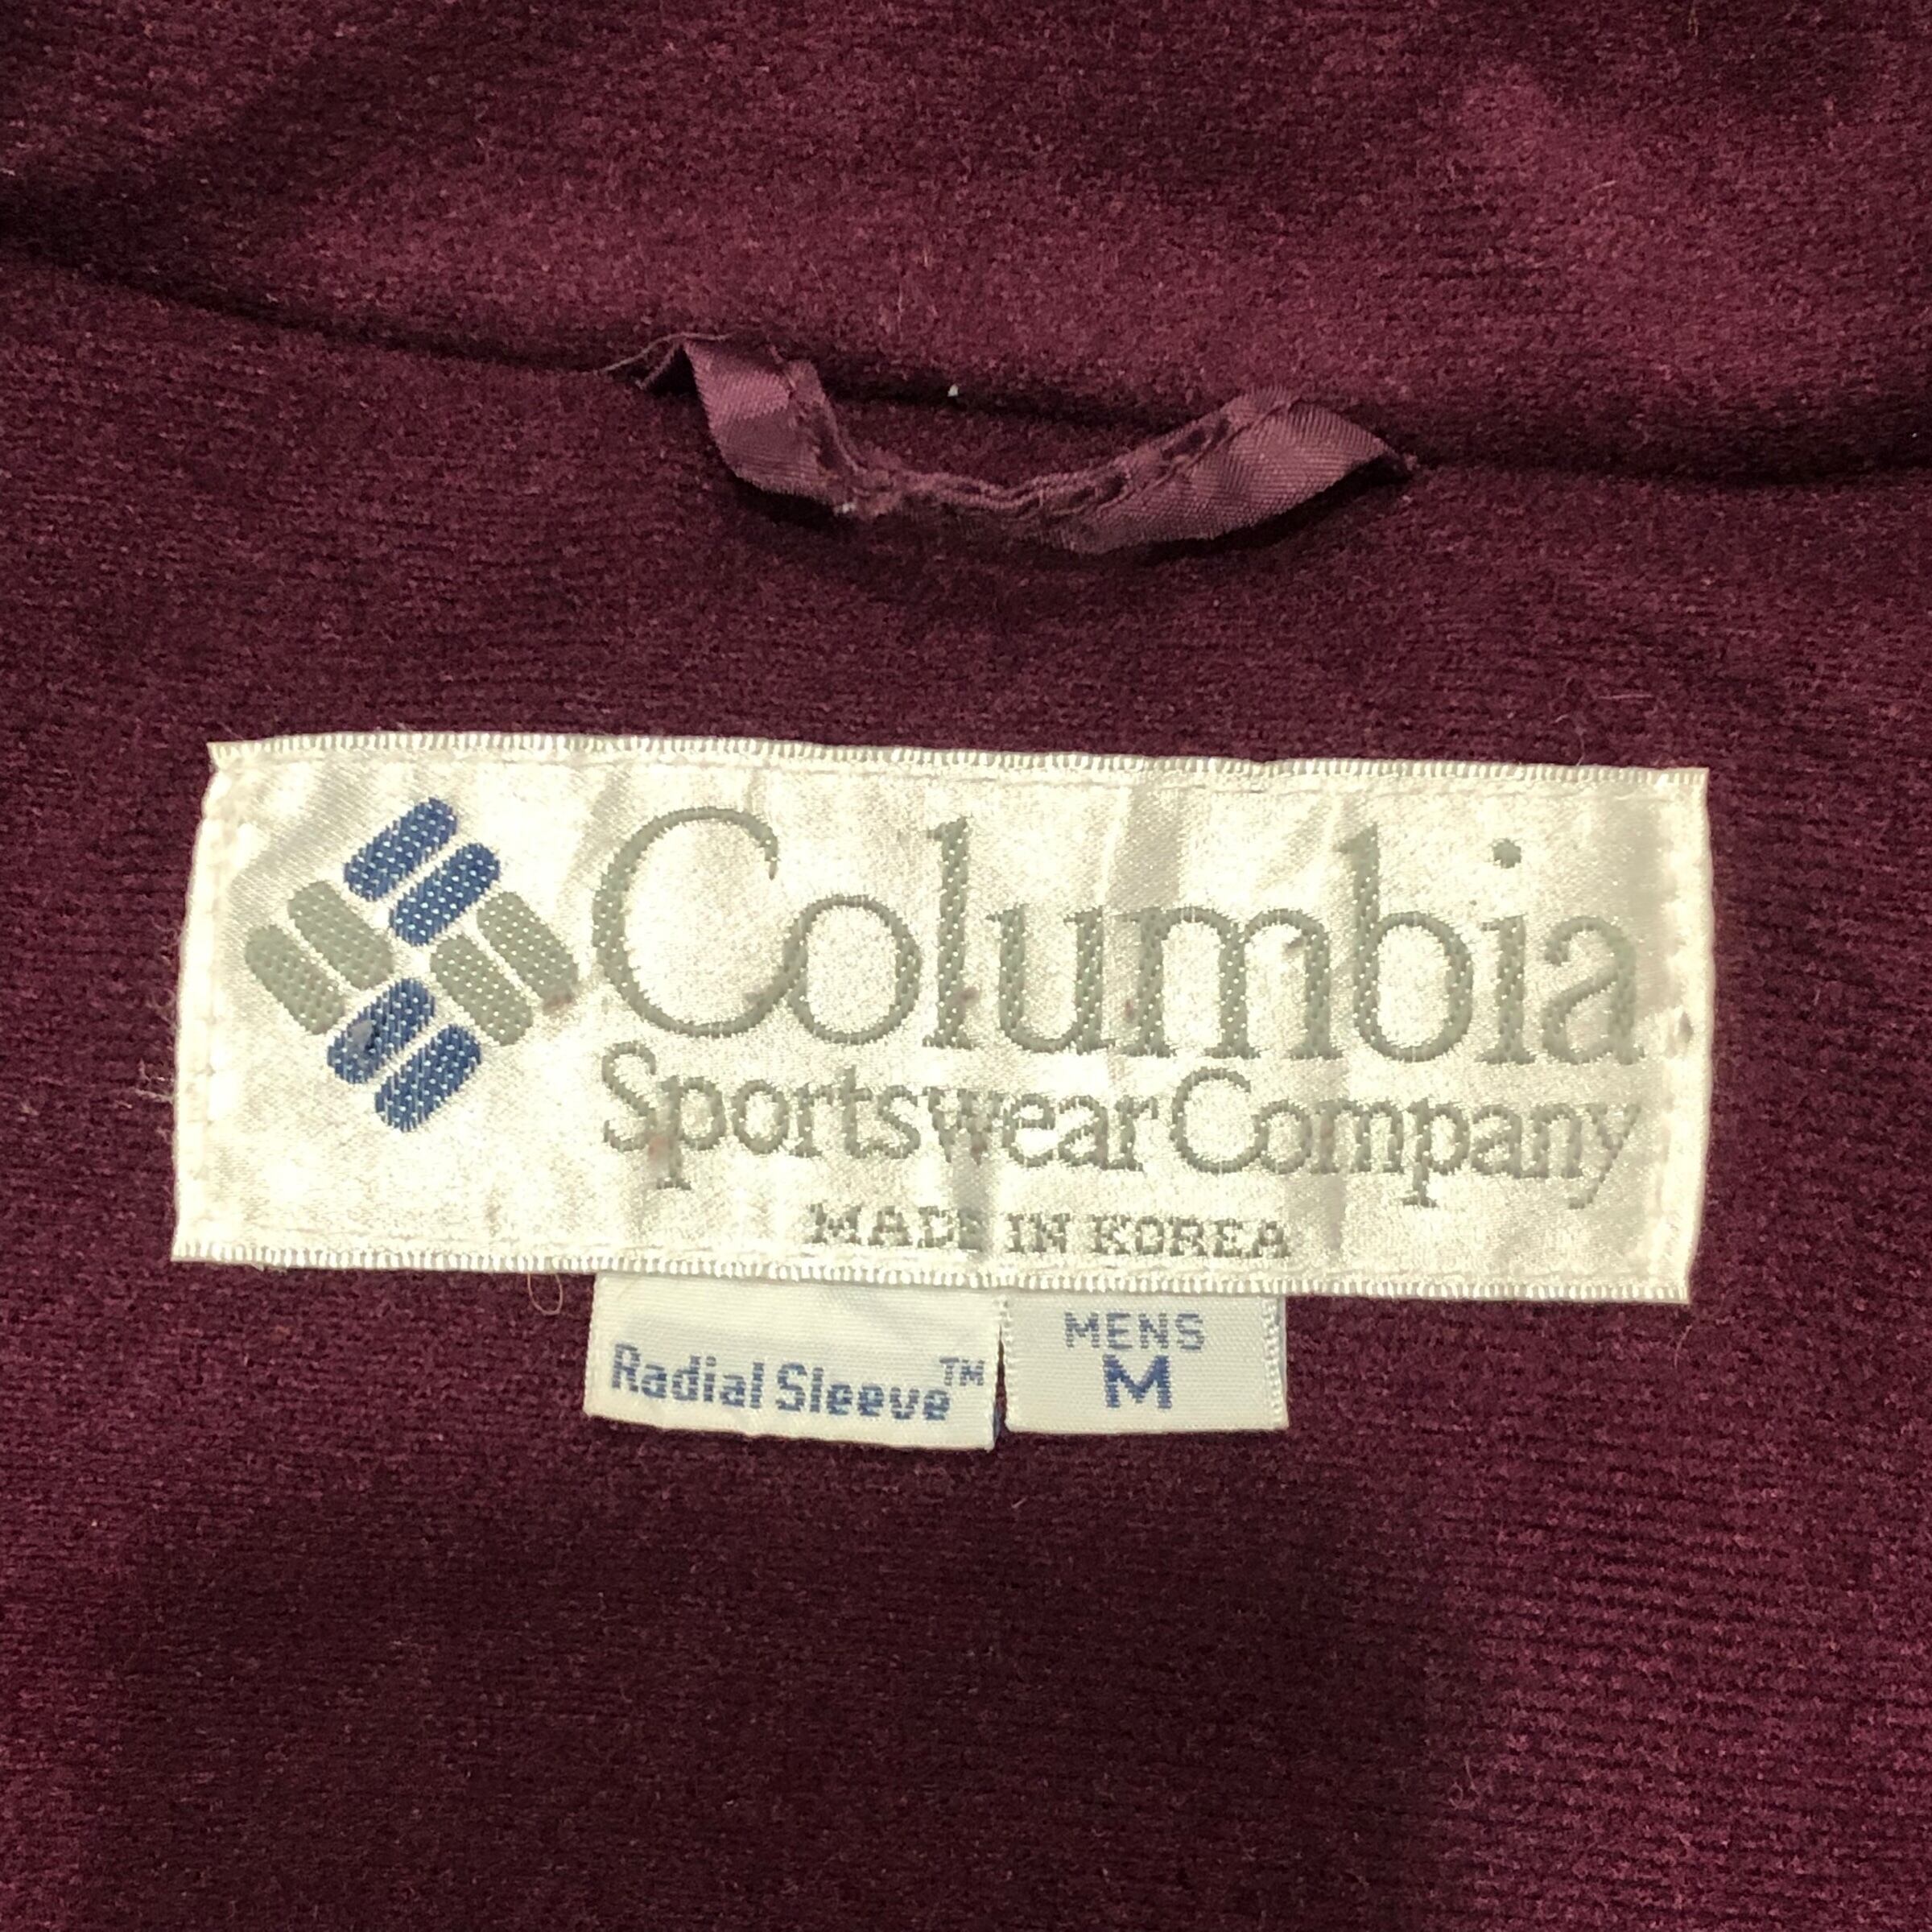 Columbia
Sportswear Company
MADE IN KOREA
Radial Sleeve™
MENS
M